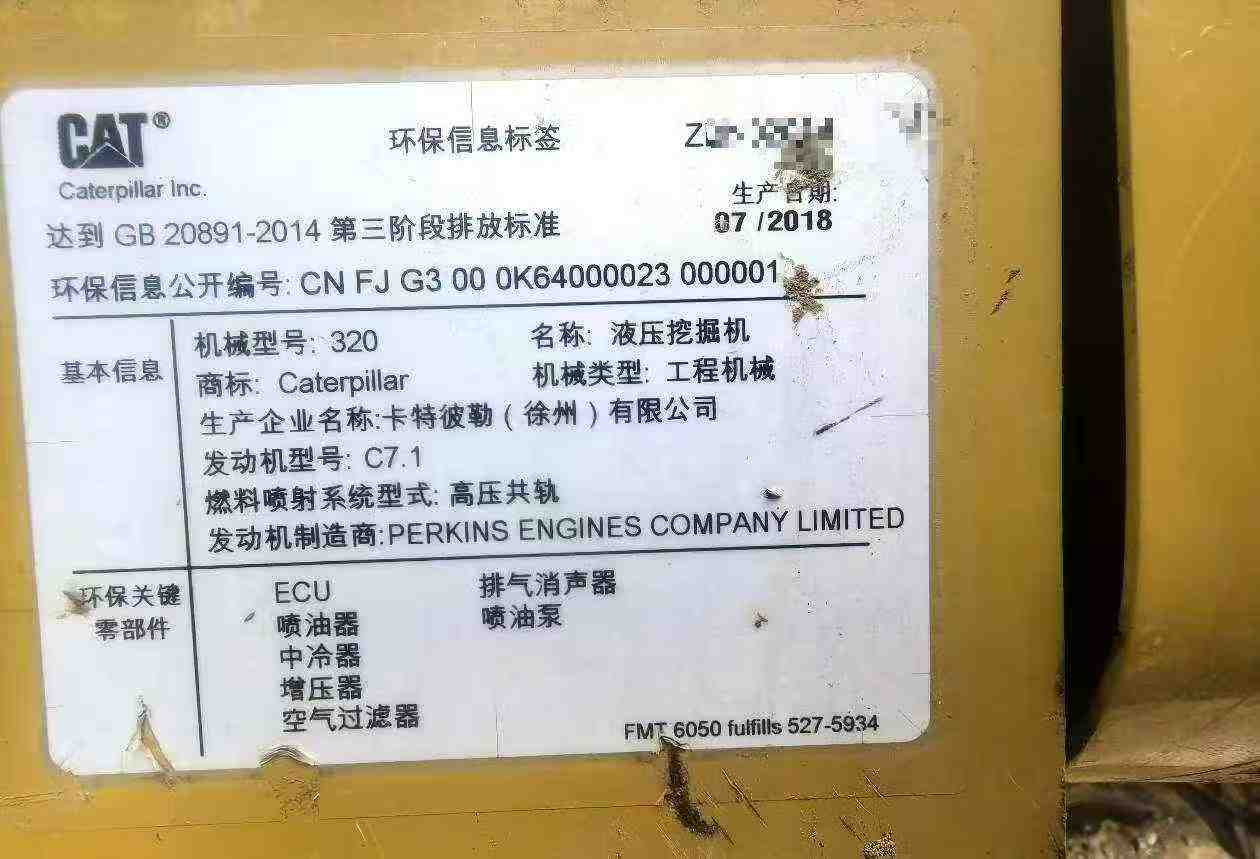 CAT®
Caterpillar Inc.
环保信息标签
生产日期:
07 /2018
达到 GB 20891-2014 第三阶段排放标准
环保信息公开编号: CN FJ G3 00 0K64000023 000001
基本信息
机械型号: 320 名称: 液压挖掘机
商标: Caterpillar 机械类型: 工程机械
生产企业名称:卡特彼勒（徐州）有限公司
发动机型号: C7.1
燃料喷射系统型式: 高压共轨
发动机制造商:PERKINS ENGINES COMPANY LIMITED
环保关键
零部件
ECU 排气消声器
喷油器 喷油泵
中冷器
增压器
空气过滤器
FMT 6050 fulfills 527-5934